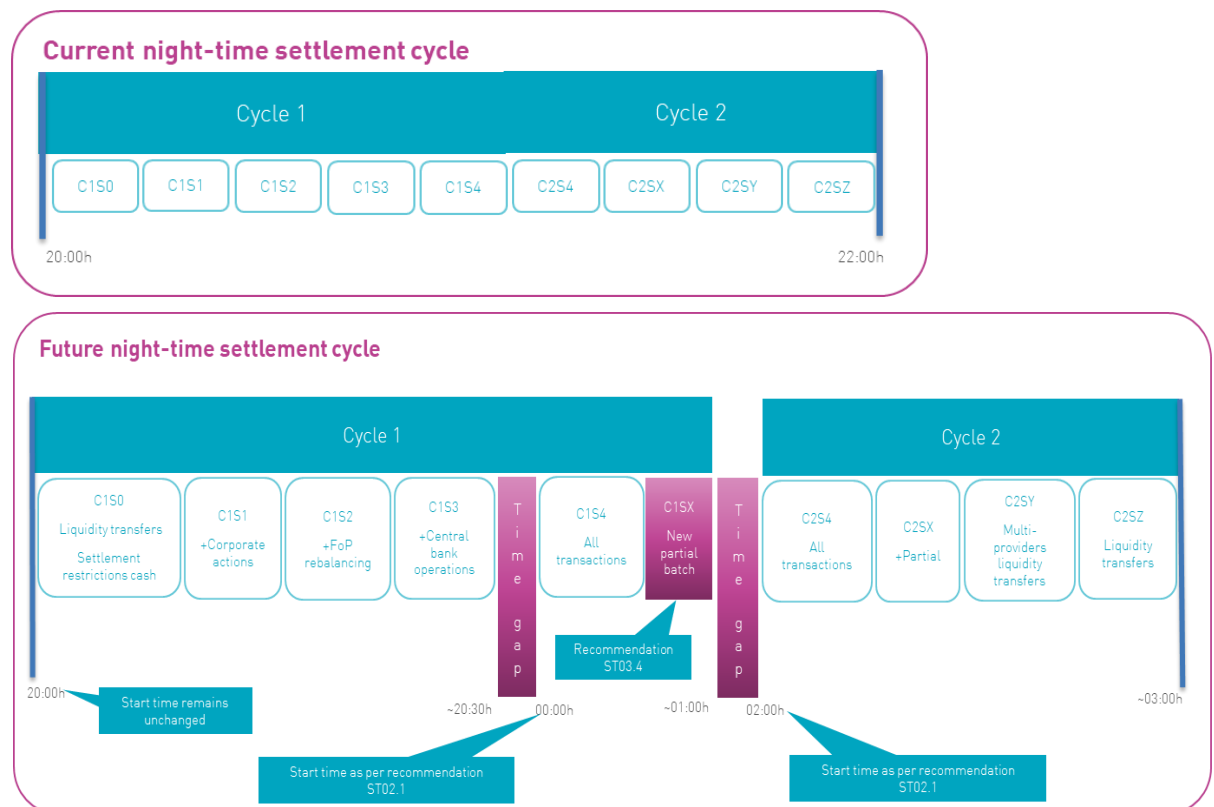 Current night-time settlement cycle
Cycle 1
Cycle 2
C1S0
C1S1
C1S2
C1S3
C1S4
C2S4
C2SX
C2SY
C2SZ
20:00h
22:00h
Future night-time settlement cycle
Cycle 1
Cycle 2
C1S0
Liquidity transfers
Settlement
restrictions cash
C1S1
+Corporate
actions
C1S2
+FoP
rebalancing
C1S3
+Central
bank
operations
Time gap
C1S4
All
transactions
C1SX
New
partial
batch
Time gap
C2S4
All
transactions
C2SX
+Partial
C2SY
Multi-
providers
liquidity
transfers
C2SZ
Liquidity
transfers
Recommendation
ST03.4
20:00h
Start time remains
unchanged
~20:30h
00:00h
~01:00h
02:00h
~03:00h
Start time as per recommendation
ST02.1
Start time as per recommendation
ST02.1